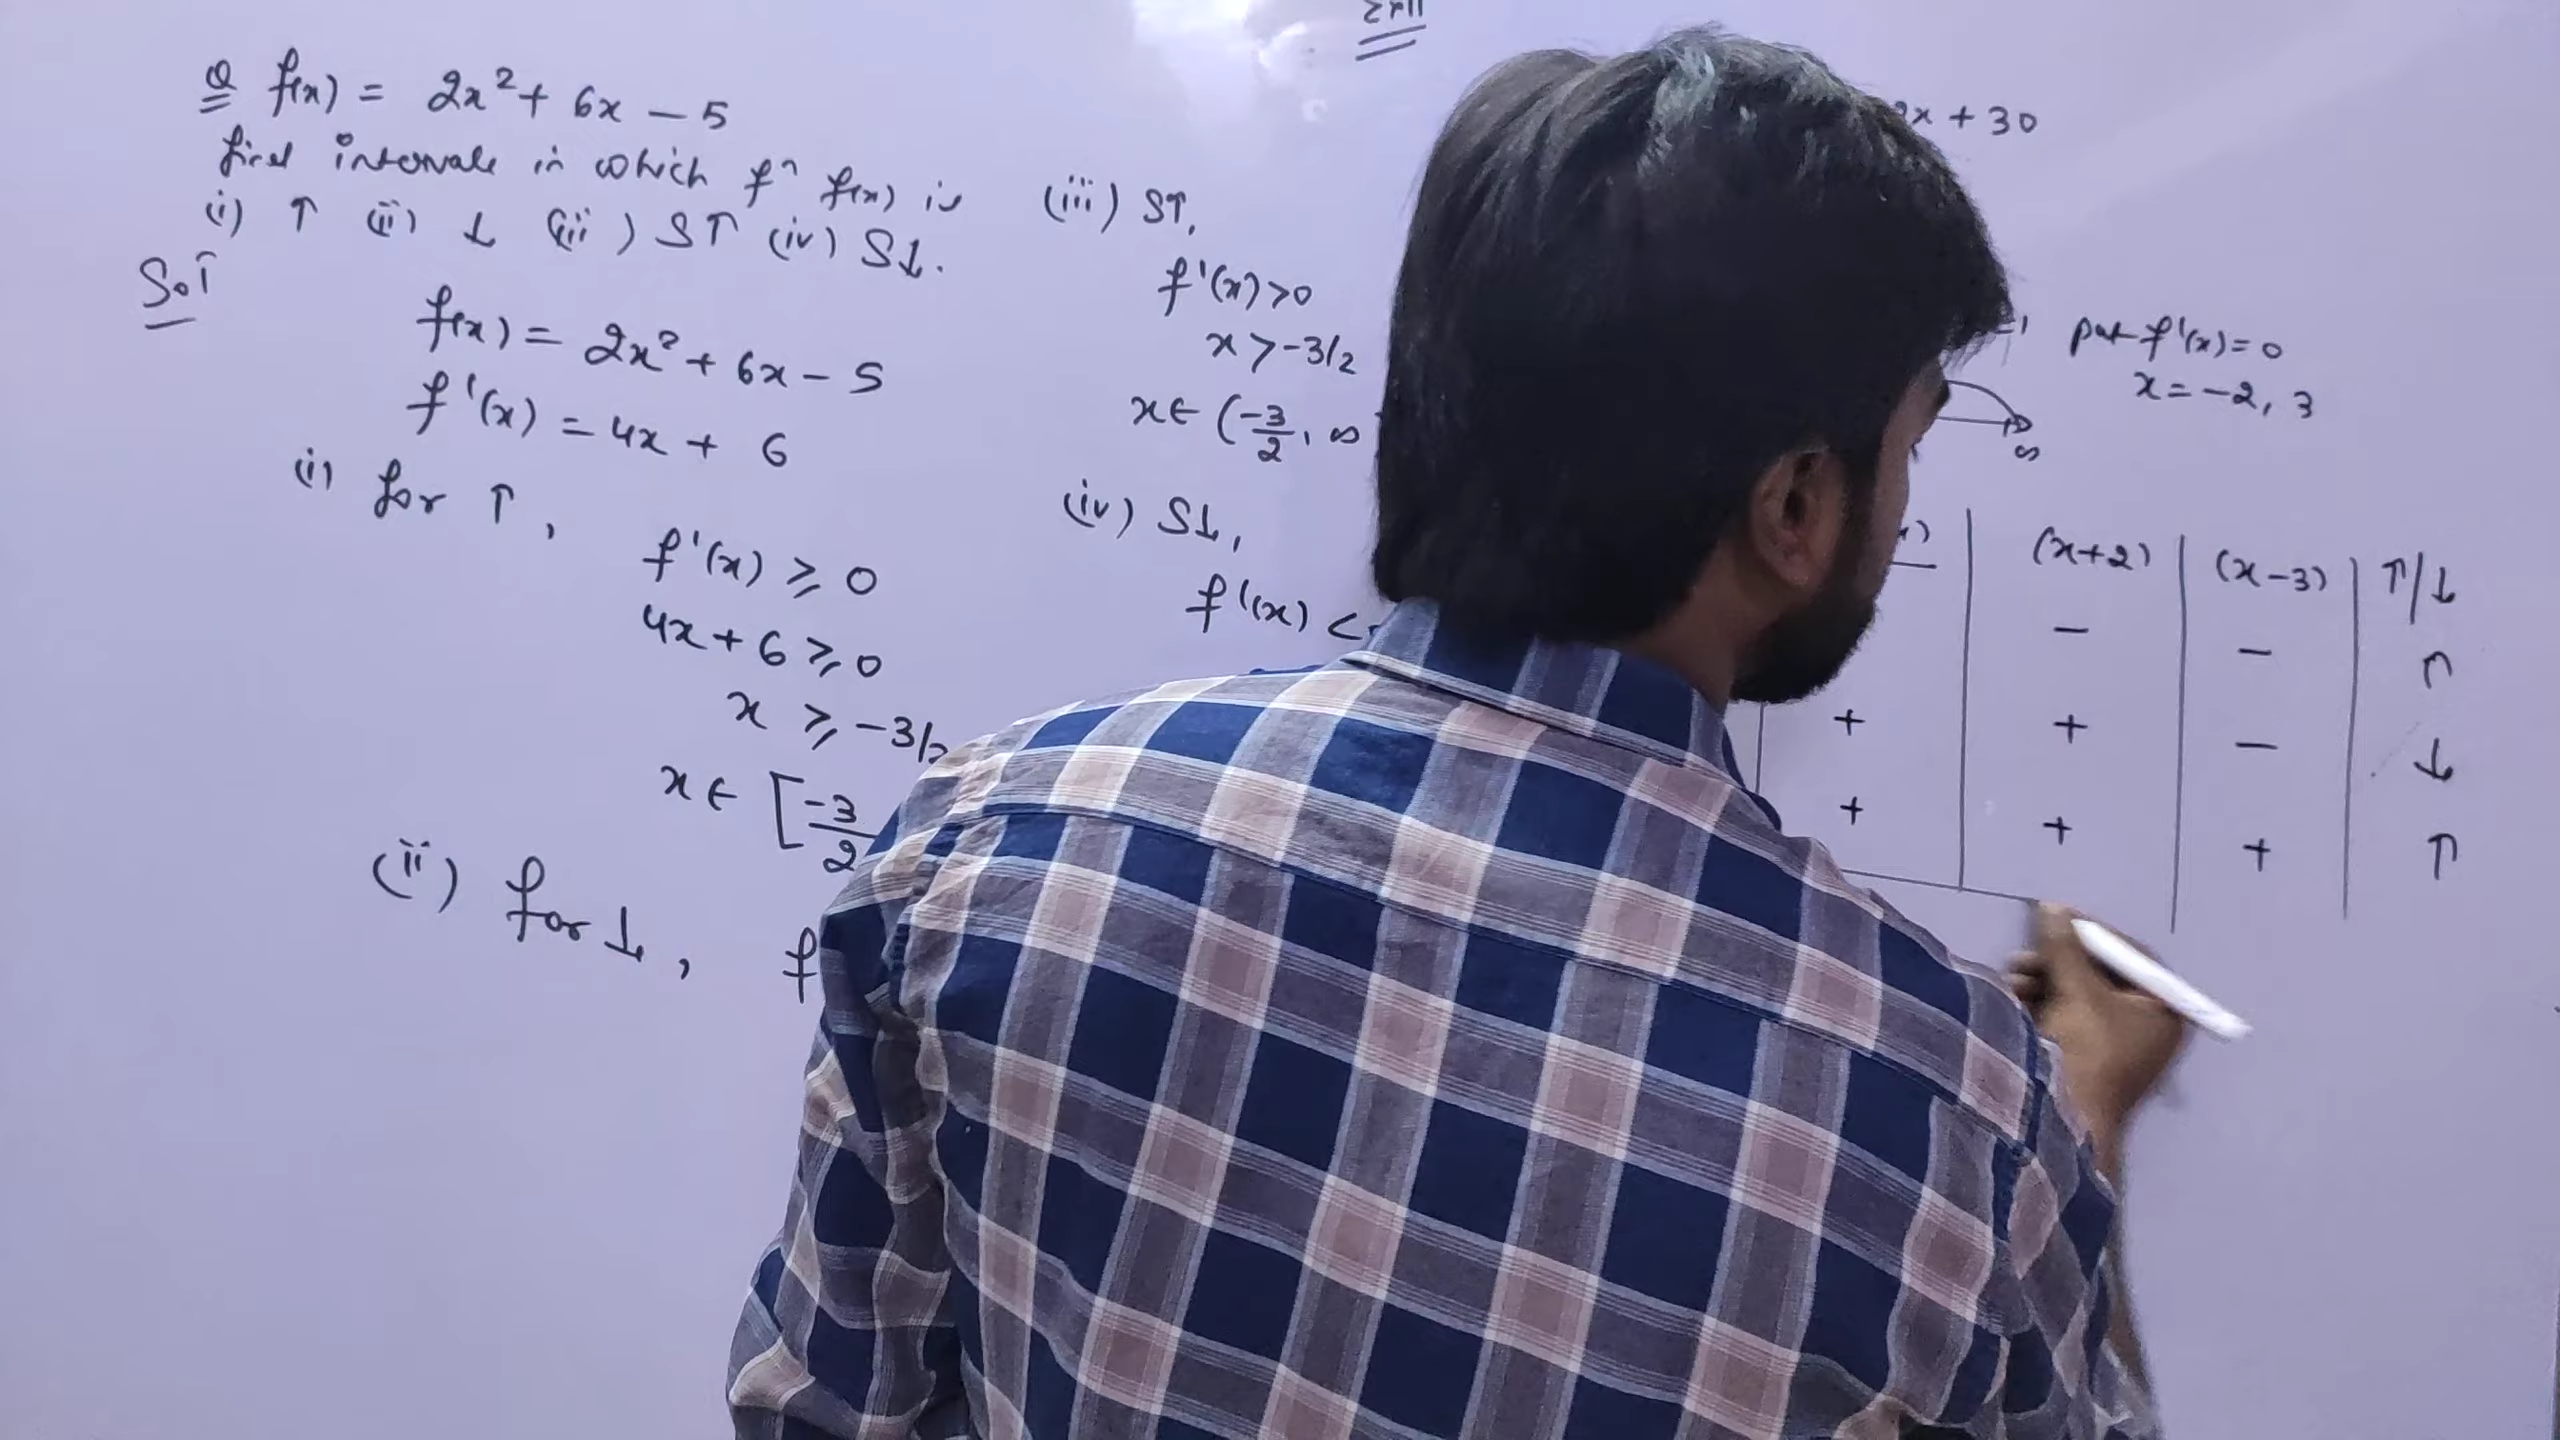 Q f(x) = 2x² + 6x - 5
find intervals in which fⁿ f(x) is
(i) ↑ (ii) ↓ (iii) S↑ (iv) S↓.
Sol
f(x) = 2x² + 6x - 5
f'(x) = 4x + 6
(i) for ↑,
f'(x) ≥ 0
4x + 6 ≥ 0
x ≥ -3/2
x ∈ [-3/2
(ii) for ↓, f
(iii) S↑,
f'(x) > 0
x > -3/2
x ∈ (-3/2, ∞
(iv) S↓,
f'(x) <
x + 30
put f'(x) = 0
x = -2, 3
∞
(x+2) | (x-3) | ↑/↓
- | - | ↑
+ | + | - | ↓
+ | + | + | ↑